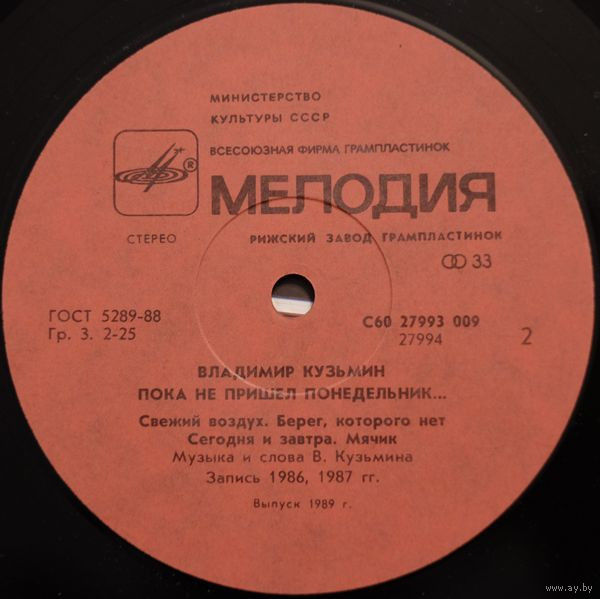 МИНИСТЕРСТВО
КУЛЬТУРЫ СССР
ВСЕСОЮЗНАЯ ФИРМА ГРАМПЛАСТИНОК
®
МЕЛОДИЯ
СТЕРЕО
РИЖСКИЙ ЗАВОД ГРАМПЛАСТИНОК
33
ГОСТ 5289-88
Гр. 3. 2-25
С60 27993 009
27994
2
ВЛАДИМИР КУЗЬМИН
ПОКА НЕ ПРИШЕЛ ПОНЕДЕЛЬНИК...
Свежий воздух. Берег, которого нет
Сегодня и завтра. Мячик
Музыка и слова В. Кузьмина
Запись 1986, 1987 гг.
Выпуск 1989 г.
www.ay.by